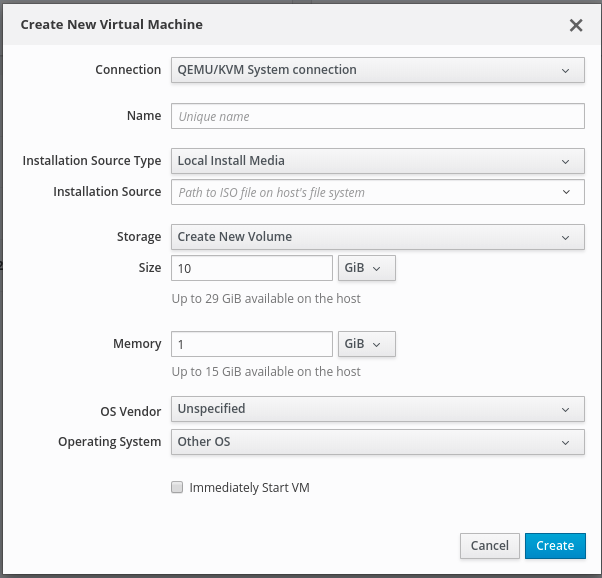 Create New Virtual Machine
Connection QEMU/KVM System connection
Name Unique name
Installation Source Type Local Install Media
Installation Source Path to ISO file on host's file system
Storage Create New Volume
Size 10 GiB
Up to 29 GiB available on the host
Memory 1 GiB
Up to 15 GiB available on the host
OS Vendor Unspecified
Operating System Other OS
Immediately Start VM
Cancel Create